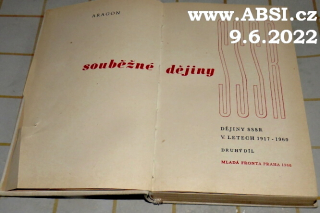 www.ABSI.cz
9.6.2022
ARAGON
souběžné dějiny
SSSR
DĚJINY SSSR
V LETECH 1917-1960
DRUHÝ DÍL
MLADÁ FRONTA PRAHA